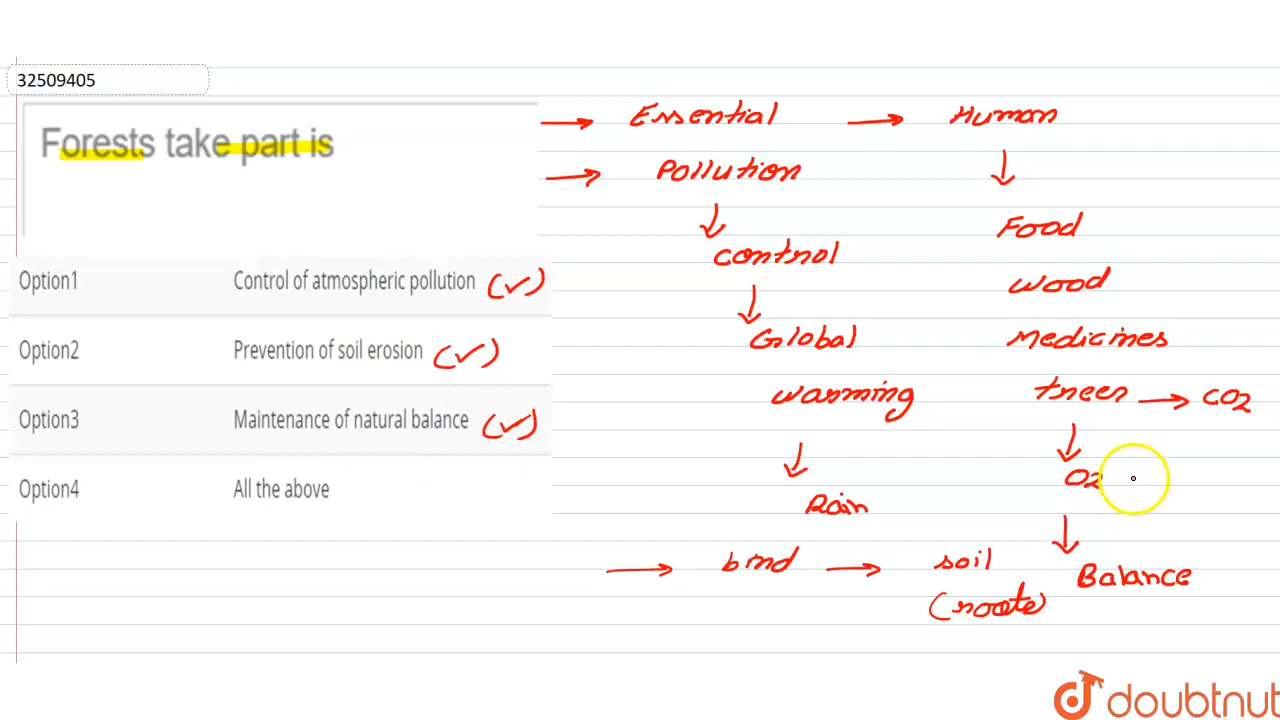 32509405
Forests take part is
Option1 Control of atmospheric pollution (✓)
Option2 Prevention of soil erosion (✓)
Option3 Maintenance of natural balance (✓)
Option4 All the above
→ Essential → Human
→ Pollution ↓
↓ Food
control wood
↓ Medicines
Global trees → CO2
warming ↓
↓ O2
Rain ↓
→ bind → soil Balance
(roots)
doubtnut